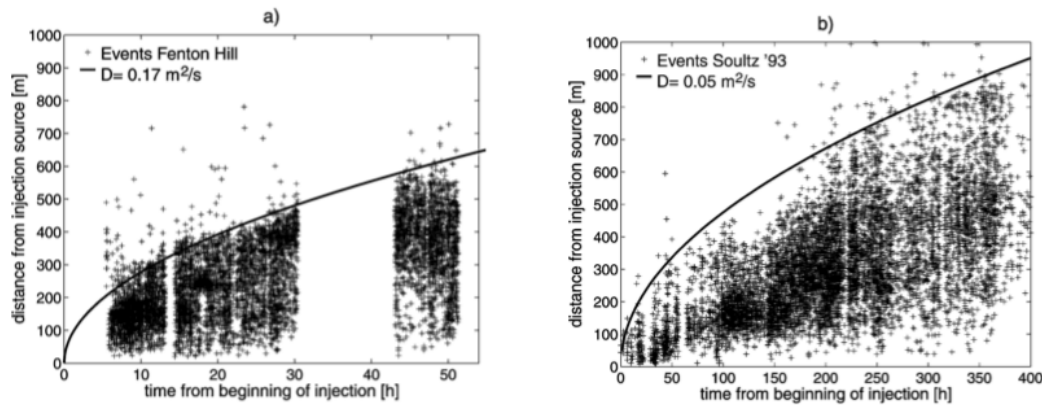 a)
1000
900
800
700
600
500
400
300
200
100
0
distance from injection source [m]
+ Events Fenton Hill
D= 0.17 m²/s
0 10 20 30 40 50
time from beginning of injection [h]
b)
1000
900
800
700
600
500
400
300
200
100
0
distance from injection source [m]
+ Events Soultz '93
D= 0.05 m²/s
0 50 100 150 200 250 300 350 400
time from beginning of injection [h]